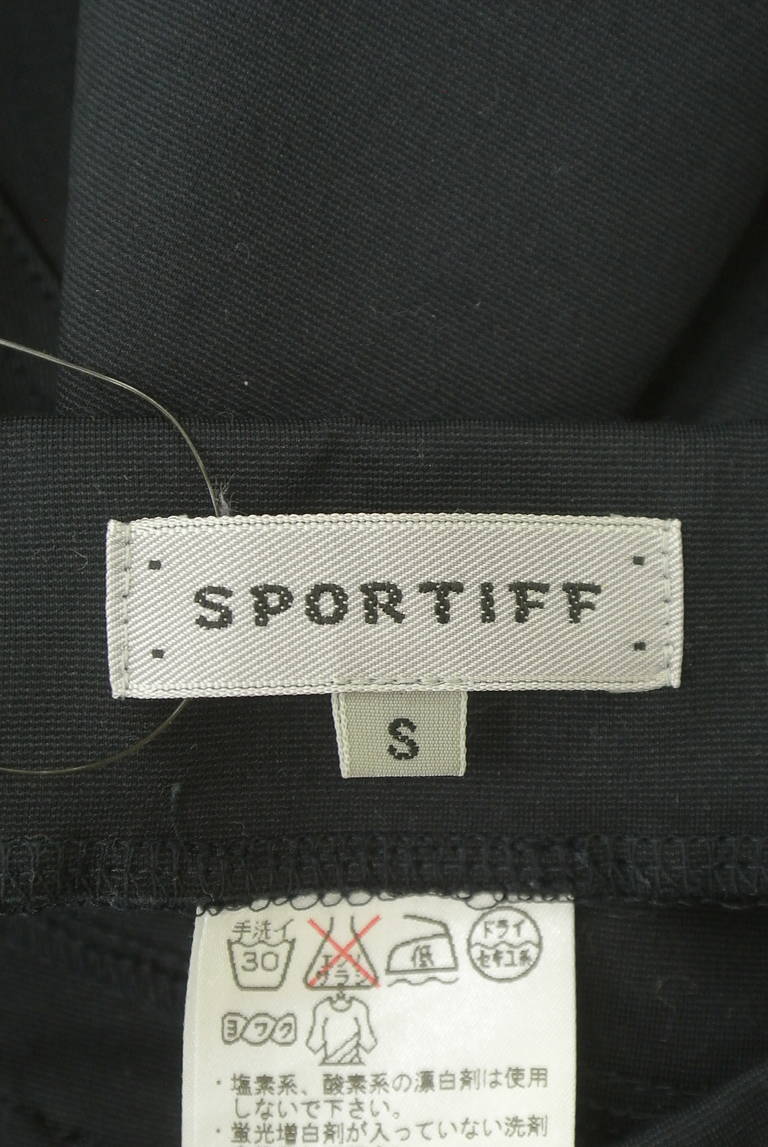 SPORTIFF
S
手洗イ 30 エンソ サラシ 低 ドライ セキユ系
ヨワク
・塩素系、酸素系の漂白剤は使用
しないで下さい。
・蛍光増白剤が入っていない洗剤